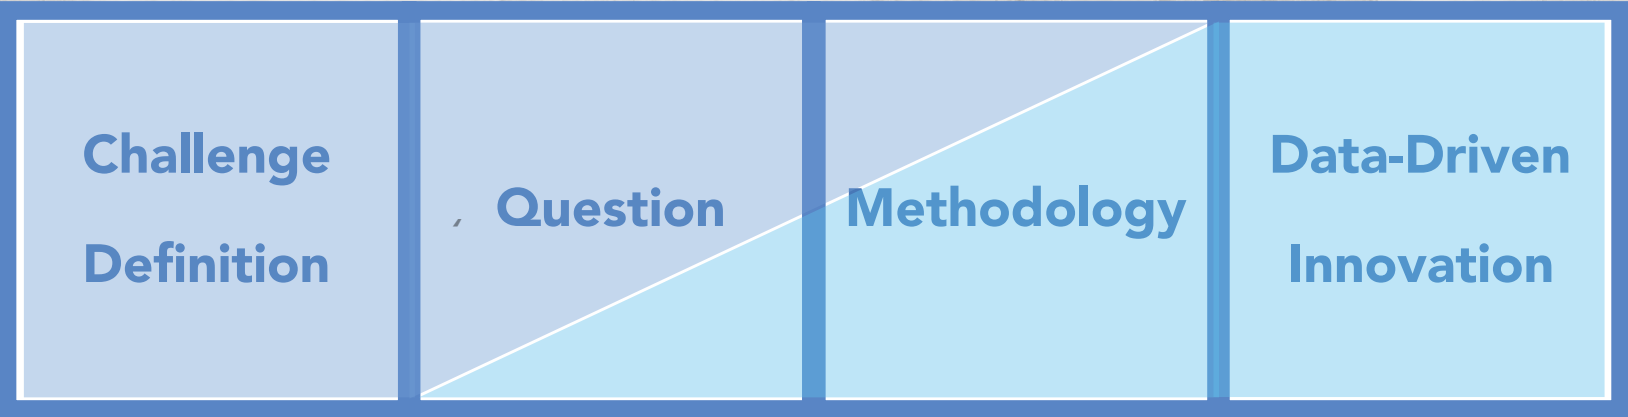 Challenge
Definition
Question
Methodology
Data-Driven
Innovation